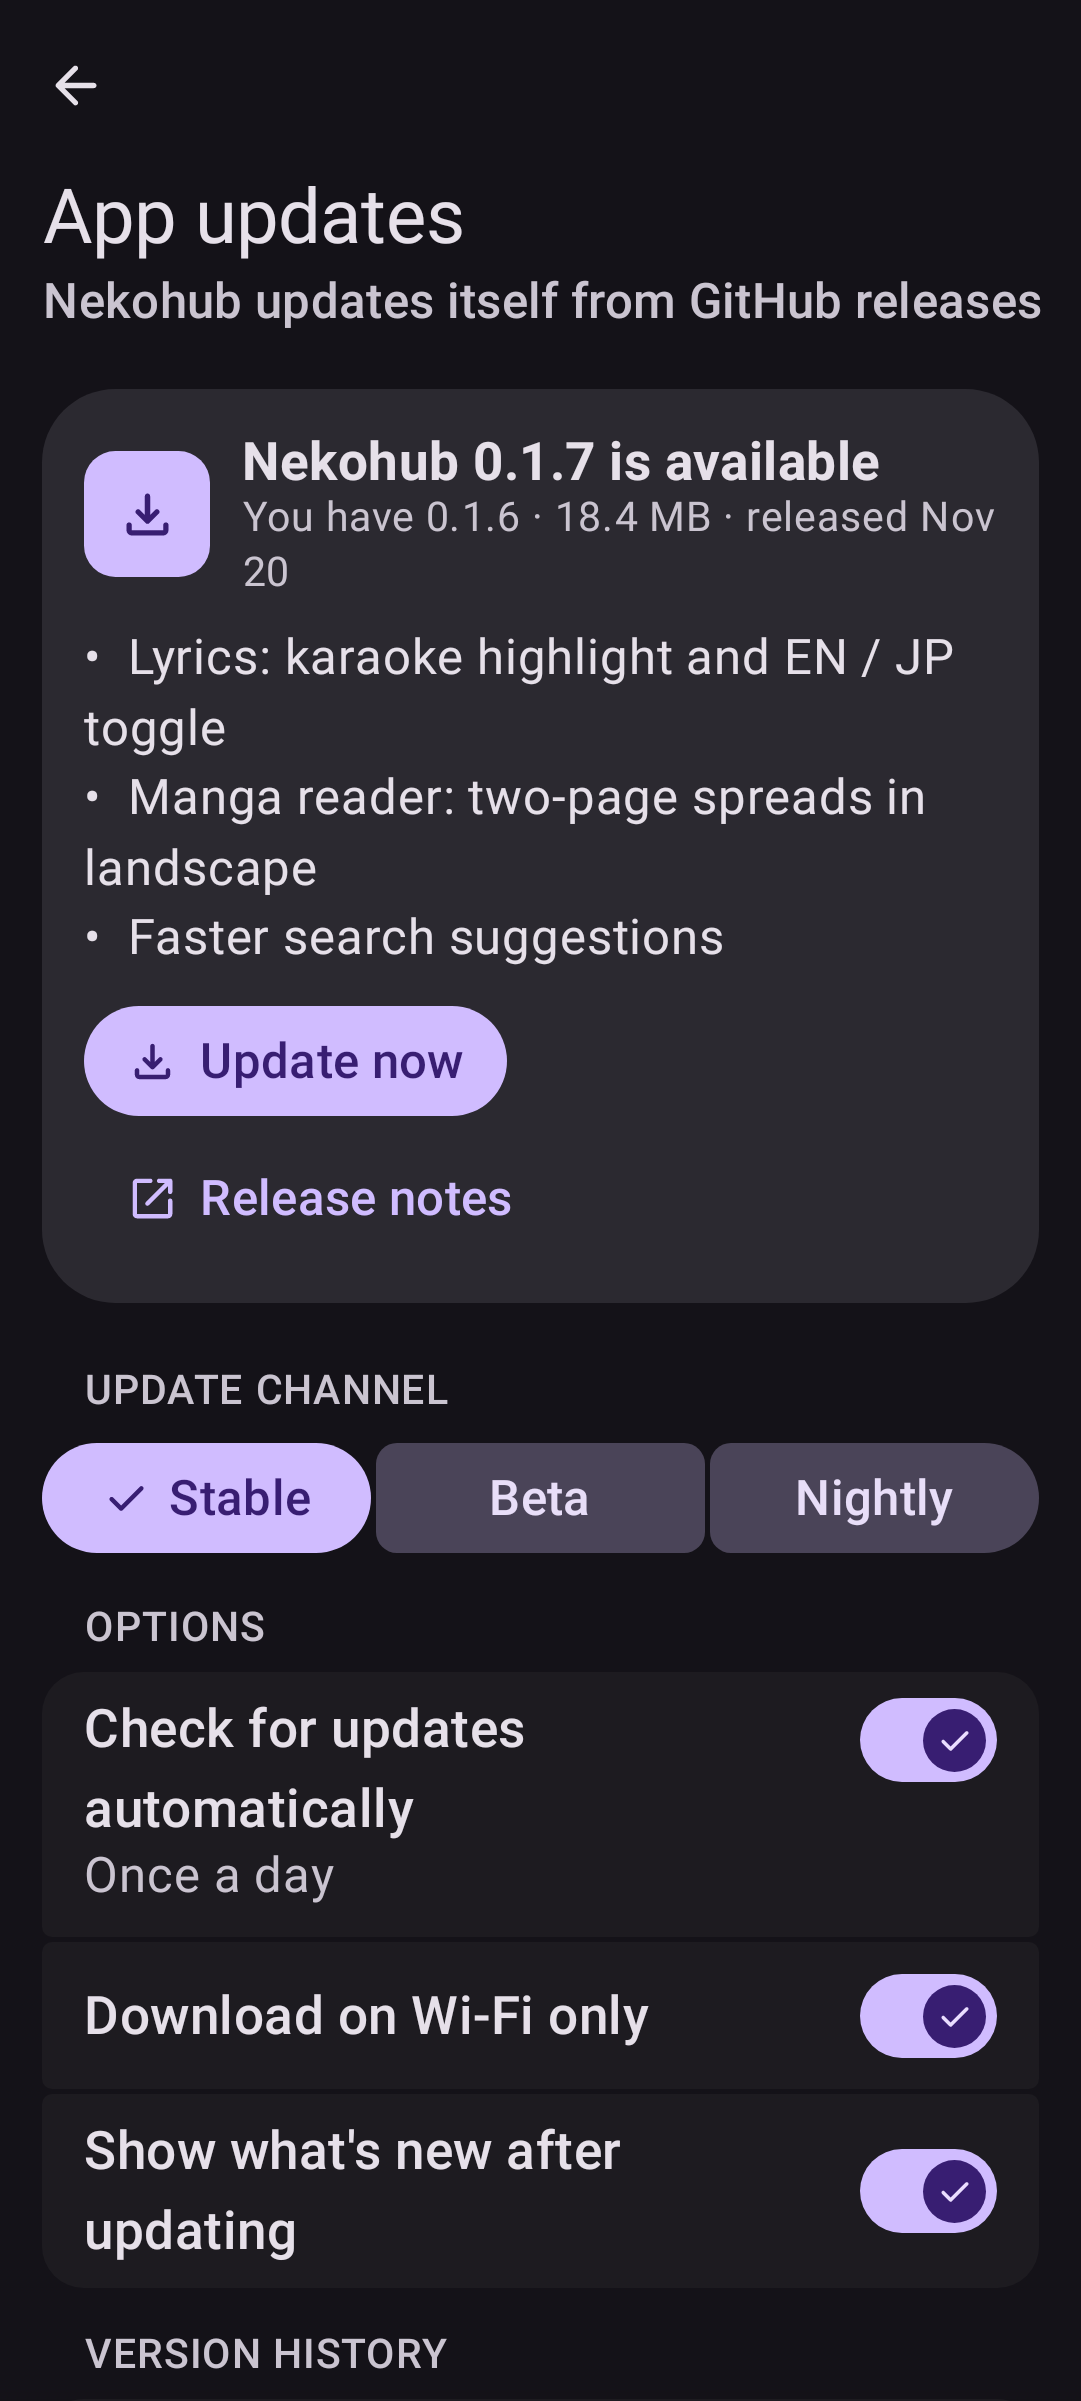 App updates
Nekohub updates itself from GitHub releases
Nekohub 0.1.7 is available
You have 0.1.6 · 18.4 MB · released Nov
20
• Lyrics: karaoke highlight and EN / JP
toggle
• Manga reader: two-page spreads in
landscape
• Faster search suggestions
Update now
Release notes
UPDATE CHANNEL
Stable
Beta
Nightly
OPTIONS
Check for updates
automatically
Once a day
Download on Wi-Fi only
Show what's new after
updating
VERSION HISTORY